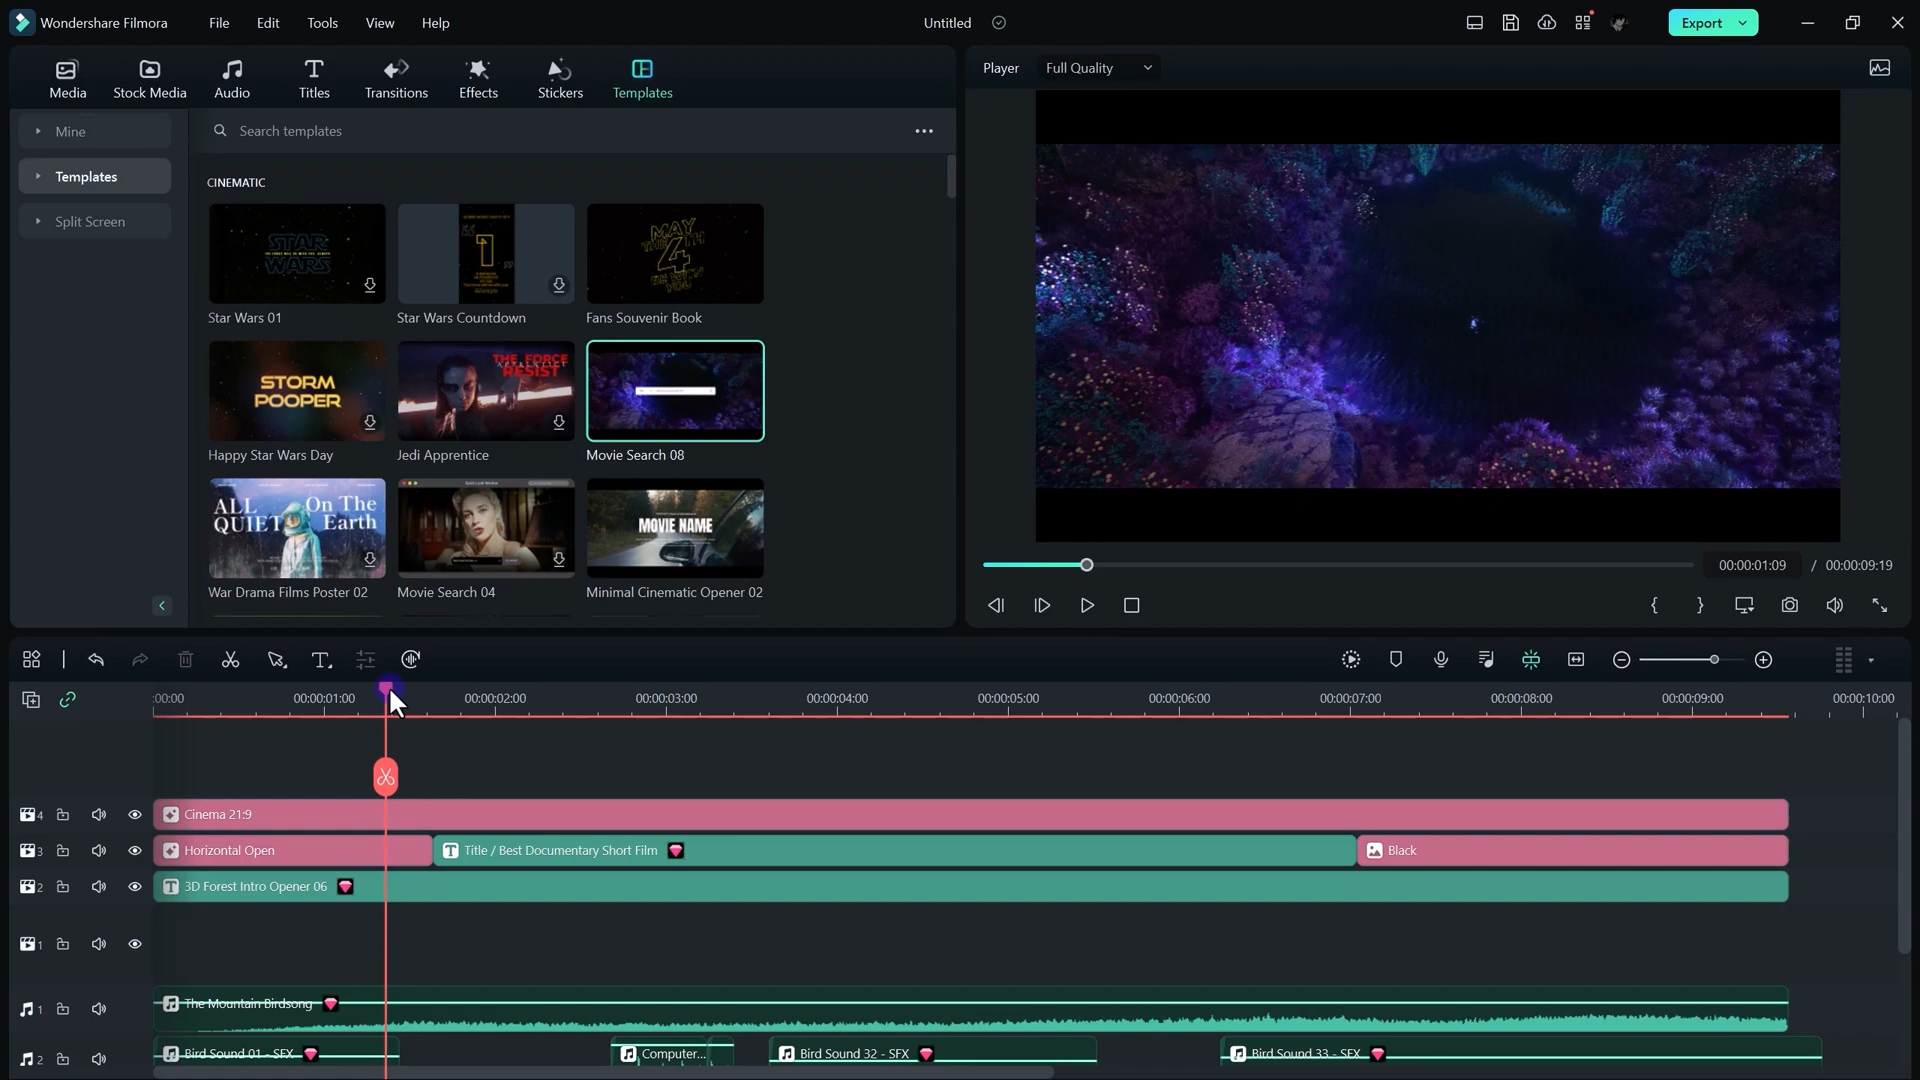 Wondershare Filmora
File
Edit
Tools
View
Help
Untitled
Export
Media
Stock Media
Audio
Titles
Transitions
Effects
Stickers
Templates
Player
Full Quality
Mine
Templates
Split Screen
Search templates
CINEMATIC
STAR
WARS
1
MAY
THE
4
BE WITH
YOU
Star Wars 01
Star Wars Countdown
Fans Souvenir Book
STORM
POOPER
THE FORCE
RESIST
Happy Star Wars Day
Jedi Apprentice
Movie Search 08
ALL On The
QUIET Earth
MOVIE NAME
War Drama Films Poster 02
Movie Search 04
Minimal Cinematic Opener 02
00:00:01:09 / 00:00:09:19
:00:00
00:00:01:00
00:00:02:00
00:00:03:00
00:00:04:00
00:00:05:00
00:00:06:00
00:00:07:00
00:00:08:00
00:00:09:00
00:00:10:00
4
Cinema 21:9
3
Horizontal Open
Title / Best Documentary Short Film
Black
2
3D Forest Intro Opener 06
1
1
The Mountain Birdsong
2
Bird Sound 01 - SFX
Computer...
Bird Sound 32 - SFX
Bird Sound 33 - SFX